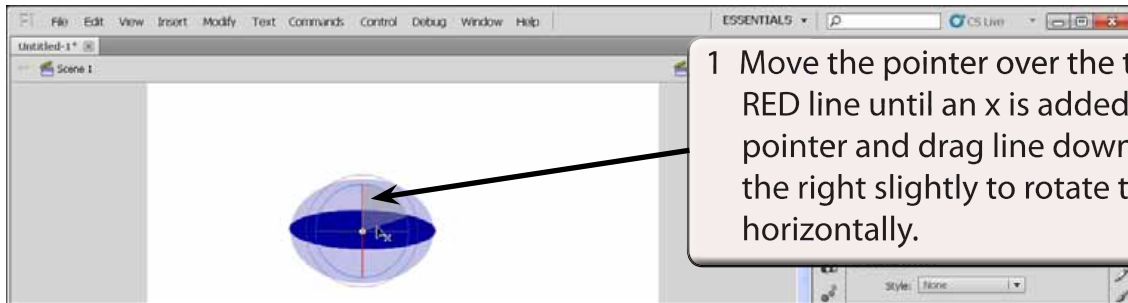 Fl File Edit View Insert Modify Text Commands Control Debug Window Help ESSENTIALS CS Live
Untitled-1*
Scene 1
1 Move the pointer over the
RED line until an x is added
pointer and drag line down
the right slightly to rotate
horizontally.
Style: None